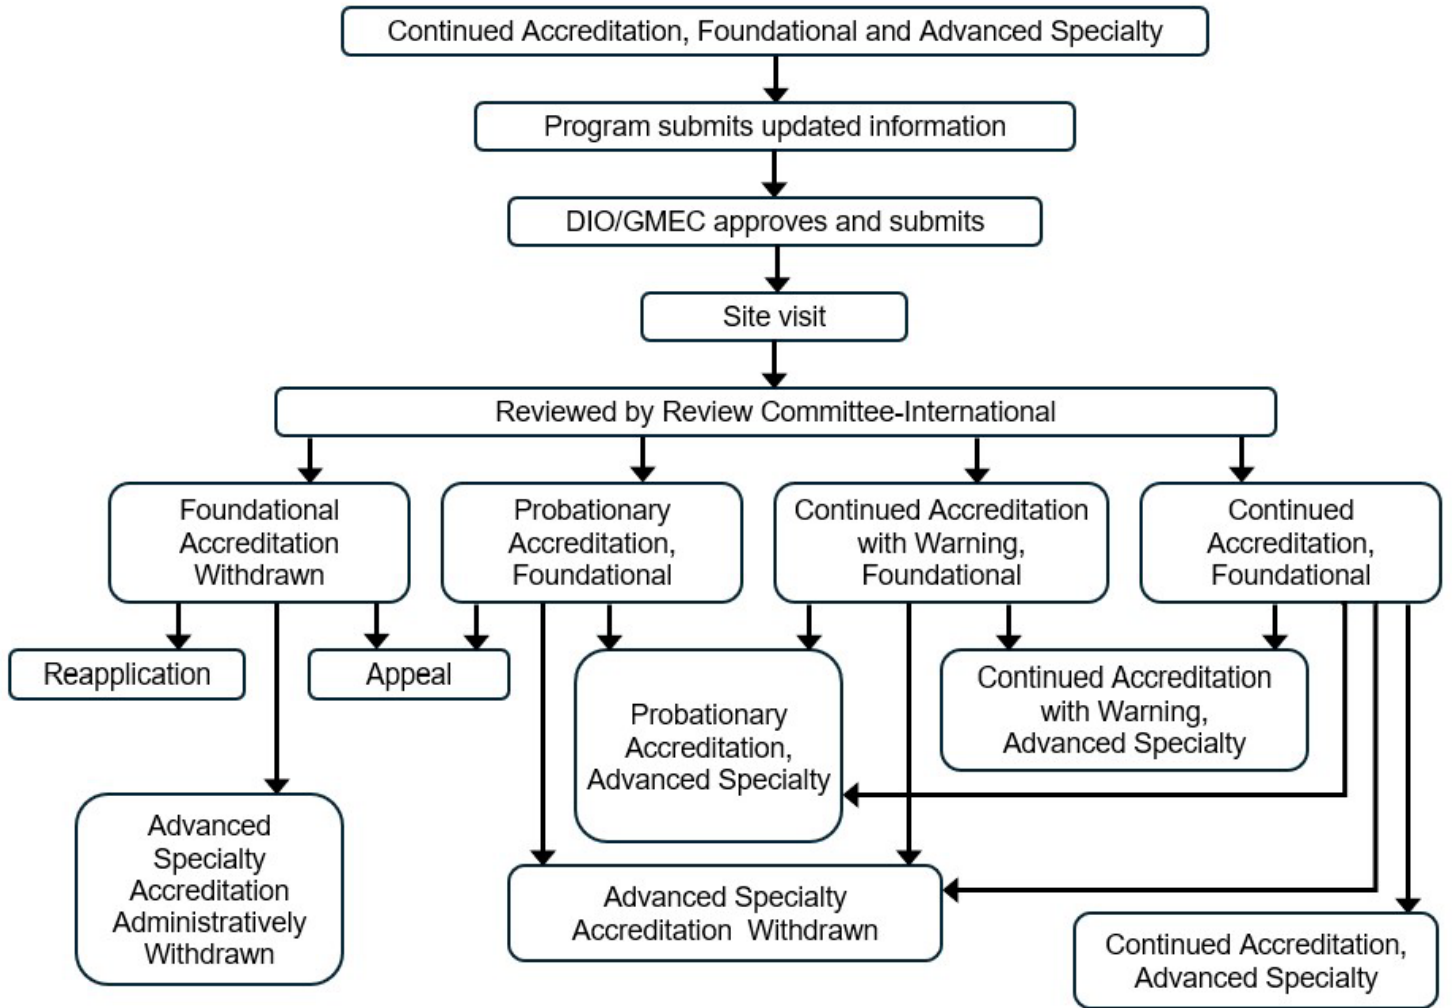 Continued Accreditation, Foundational and Advanced Specialty
Program submits updated information
DIO/GMEC approves and submits
Site visit
Reviewed by Review Committee-International
Foundational
Accreditation
Withdrawn
Probationary
Accreditation,
Foundational
Continued Accreditation
with Warning,
Foundational
Continued
Accreditation,
Foundational
Reapplication
Appeal
Probationary
Accreditation,
Advanced Specialty
Continued Accreditation
with Warning,
Advanced Specialty
Advanced
Specialty
Accreditation
Administratively
Withdrawn
Advanced Specialty
Accreditation Withdrawn
Continued Accreditation,
Advanced Specialty